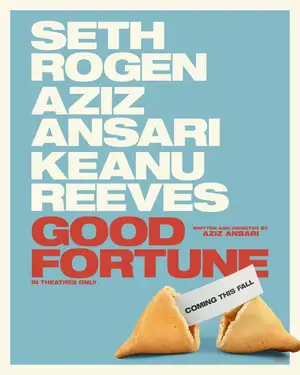 SETH
ROGEN
AZIZ
ANSARI
KEANU
REEVES
GOOD
WRITTEN AND DIRECTED BY
AZIZ ANSARI
FORTUNE
IN THEATRES ONLY
COMING THIS FALL